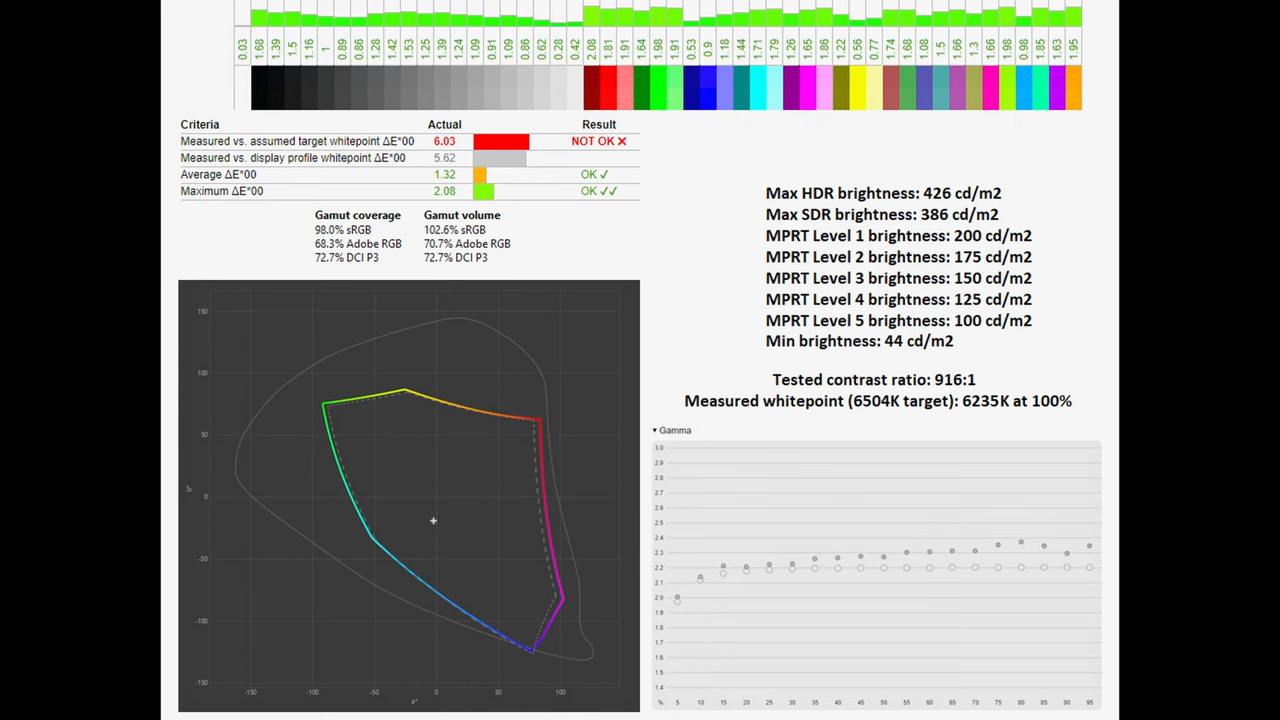 0.03 1.68 1.39 1.5 1.16 1 0.89 0.86 1.28 1.42 1.53 1.25 1.39 1.24 1.09 0.91 1.09 0.86 0.62 0.28 0.42 2.08 1.81 1.91 1.64 1.98 1.91 0.53 0.9 1.18 1.44 1.71 1.79 1.26 1.65 1.86 1.22 0.56 0.77 1.74 1.68 1.08 1.5 1.66 1.3 1.66 1.98 1.08 1.85 1.63 1.95
Criteria Actual Result
Measured vs. assumed target whitepoint ΔE*00 6.03 NOT OK ✕
Measured vs. display profile whitepoint ΔE*00 5.62
Average ΔE*00 1.32 OK ✓
Maximum ΔE*00 2.08 OK ✓✓
Gamut coverage Gamut volume
98.0% sRGB 102.6% sRGB
68.3% Adobe RGB 70.7% Adobe RGB
72.7% DCI P3 72.7% DCI P3
Max HDR brightness: 426 cd/m2
Max SDR brightness: 386 cd/m2
MPRT Level 1 brightness: 200 cd/m2
MPRT Level 2 brightness: 175 cd/m2
MPRT Level 3 brightness: 150 cd/m2
MPRT Level 4 brightness: 125 cd/m2
MPRT Level 5 brightness: 100 cd/m2
Min brightness: 44 cd/m2
Tested contrast ratio: 916:1
Measured whitepoint (6504K target): 6235K at 100%
150
100
50
0
-50
-100
-150
b*
-150 -100 -50 0 50 100
a*
▾ Gamma
3.0
2.9
2.8
2.7
2.6
2.5
2.4
2.3
2.2
2.1
2.0
1.9
1.8
1.7
1.6
1.5
1.4
% 5 10 15 20 25 30 35 40 45 50 55 60 65 70 75 80 85 90 95